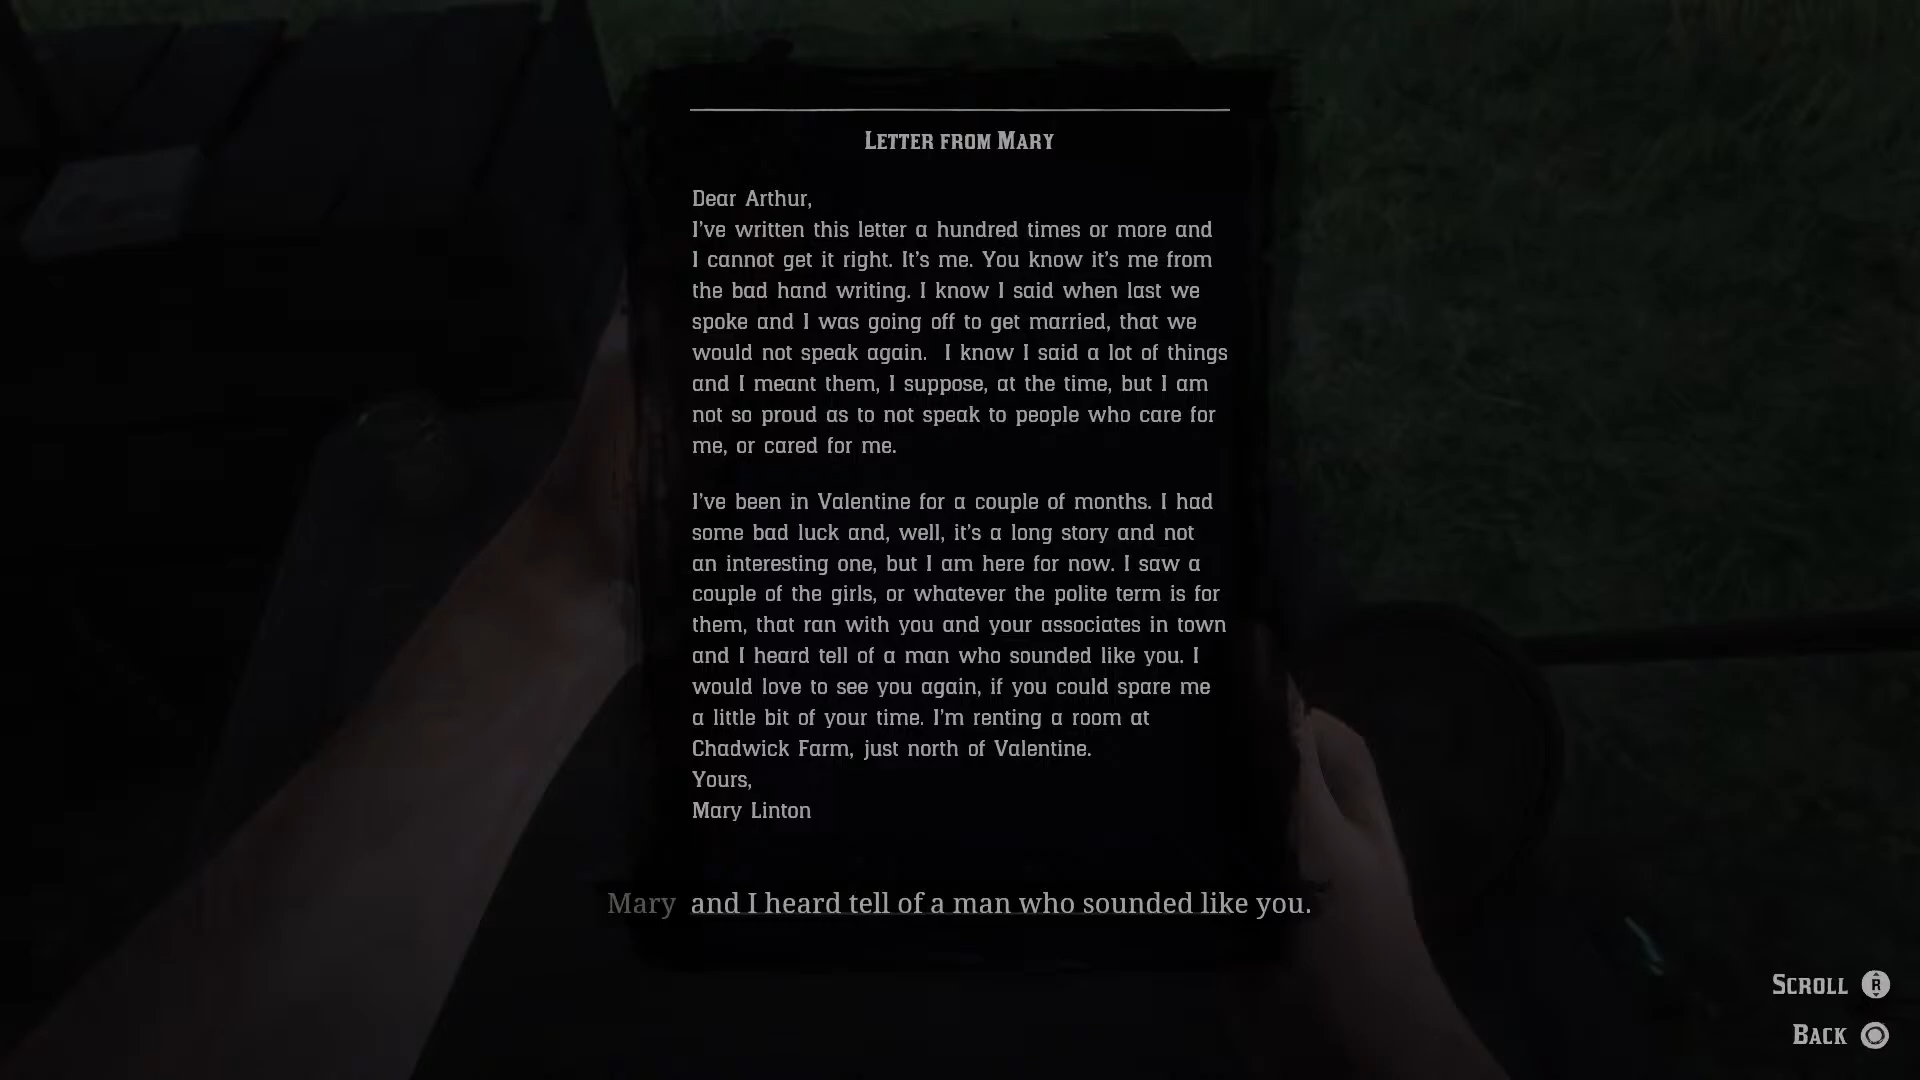 Letter from Mary
Dear Arthur,
I've written this letter a hundred times or more and
I cannot get it right. It's me. You know it's me from
the bad hand writing. I know I said when last we
spoke and I was going off to get married, that we
would not speak again.  I know I said a lot of things
and I meant them, I suppose, at the time, but I am
not so proud as to not speak to people who care for
me, or cared for me.
I've been in Valentine for a couple of months. I had
some bad luck and, well, it's a long story and not
an interesting one, but I am here for now. I saw a
couple of the girls, or whatever the polite term is for
them, that ran with you and your associates in town
and I heard tell of a man who sounded like you. I
would love to see you again, if you could spare me
a little bit of your time. I'm renting a room at
Chadwick Farm, just north of Valentine.
Yours,
Mary Linton
Mary and I heard tell of a man who sounded like you.
Scroll R
Back